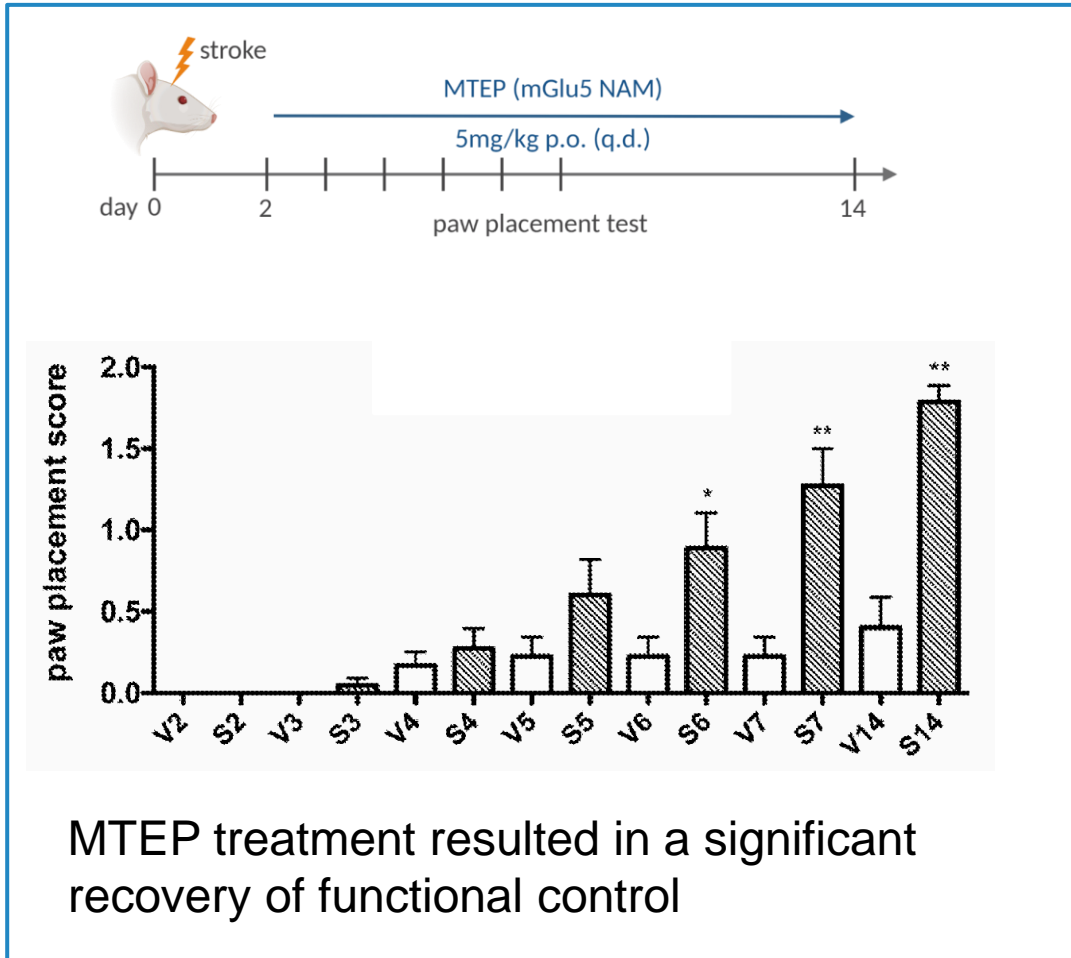 stroke
MTEP (mGlu5 NAM)
5mg/kg p.o. (q.d.)
day 0 2 14
paw placement test
paw placement score
2.0
1.5
1.0
0.5
0.0
* ** **
V2 S2 V3 S3 V4 S4 V5 S5 V6 S6 V7 S7 V14 S14
MTEP treatment resulted in a significant
recovery of functional control